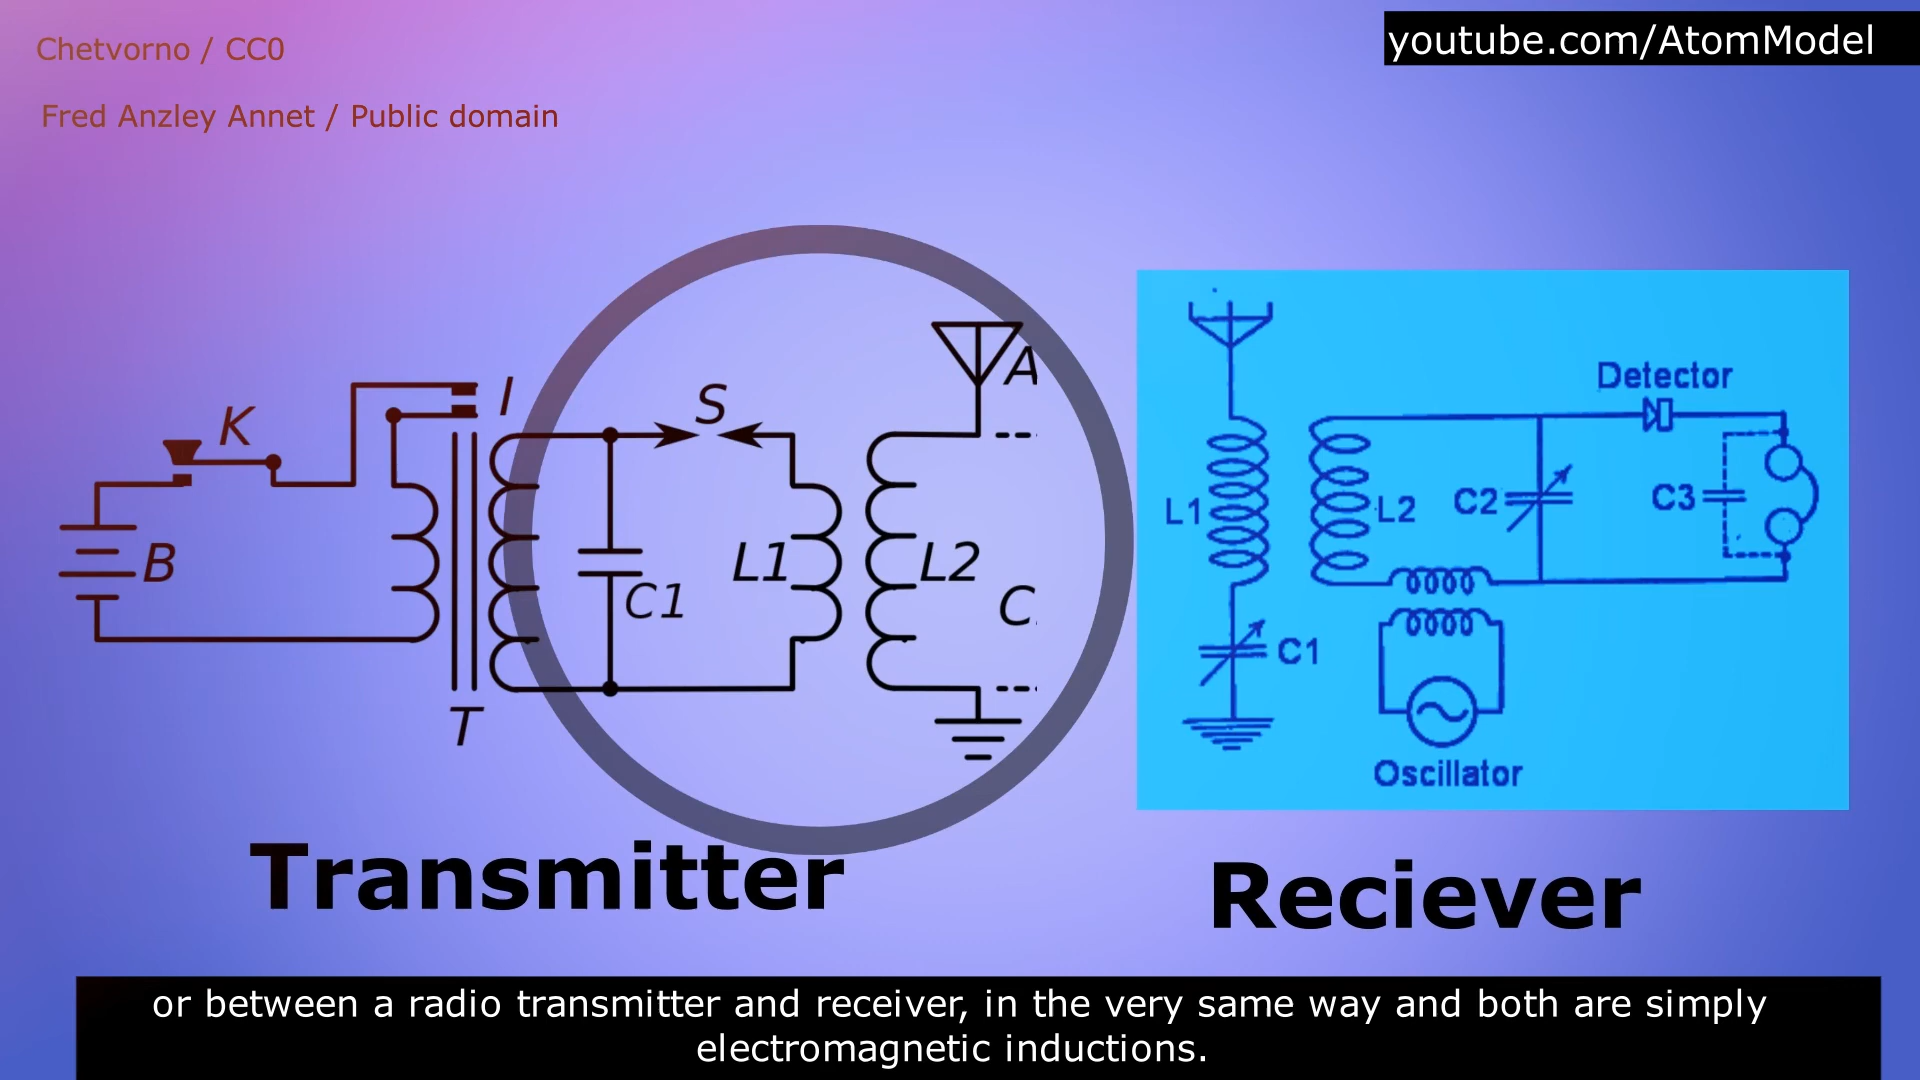 Chetvorno / CC0
youtube.com/AtomModel
Fred Anzley Annet / Public domain
K
I
S
A
B
C1
L1
L2
C
T
Detector
L1
L2
C2
C3
C1
Oscillator
Transmitter
Reciever
or between a radio transmitter and receiver, in the very same way and both are simply
electromagnetic inductions.